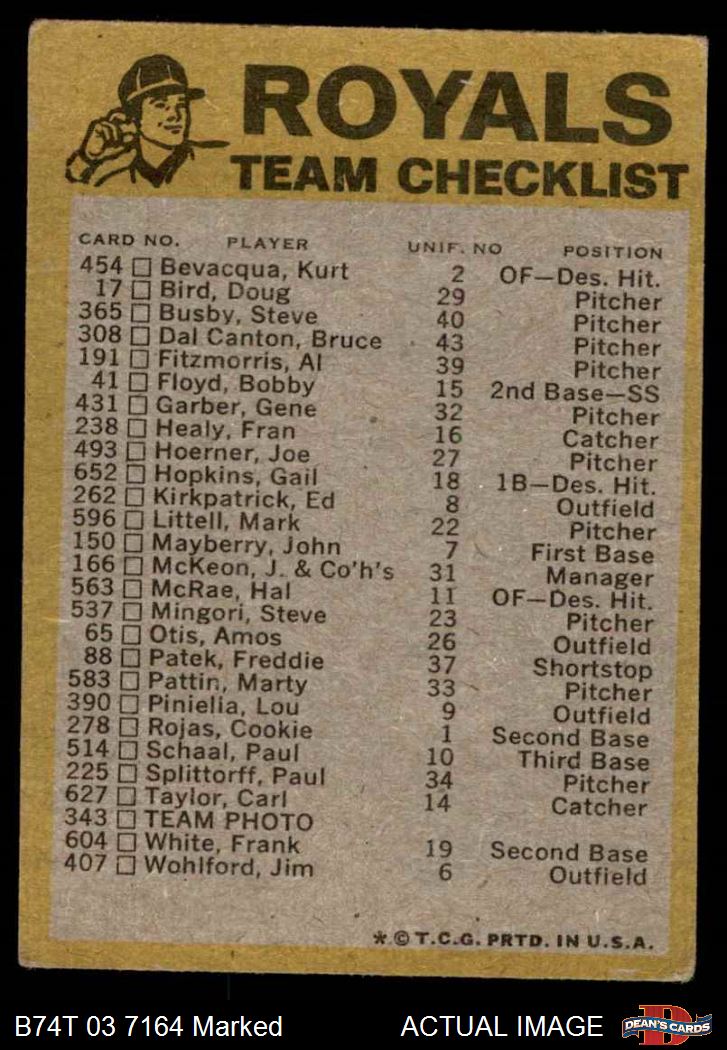 ROYALS
TEAM CHECKLIST
CARD NO. PLAYER UNIF. NO POSITION
454 Bevacqua, Kurt 2 OF—Des. Hit.
17 Bird, Doug 29 Pitcher
365 Busby, Steve 40 Pitcher
308 Dal Canton, Bruce 43 Pitcher
191 Fitzmorris, Al 39 Pitcher
41 Floyd, Bobby 15 2nd Base—SS
431 Garber, Gene 32 Pitcher
238 Healy, Fran 16 Catcher
493 Hoerner, Joe 27 Pitcher
652 Hopkins, Gail 18 1B—Des. Hit.
262 Kirkpatrick, Ed 8 Outfield
596 Littell, Mark 22 Pitcher
150 Mayberry, John 7 First Base
166 McKeon, J. & Co'h's 31 Manager
563 McRae, Hal 11 OF—Des. Hit.
537 Mingori, Steve 23 Pitcher
65 Otis, Amos 26 Outfield
88 Patek, Freddie 37 Shortstop
583 Pattin, Marty 33 Pitcher
390 Pinielia, Lou 9 Outfield
278 Rojas, Cookie 1 Second Base
514 Schaal, Paul 10 Third Base
225 Splittorff, Paul 34 Pitcher
627 Taylor, Carl 14 Catcher
343 TEAM PHOTO
604 White, Frank 19 Second Base
407 Wohlford, Jim 6 Outfield
* © T.C.G. PRTD. IN U.S.A.
B74T 03 7164 Marked ACTUAL IMAGE DEAN'S CARDS